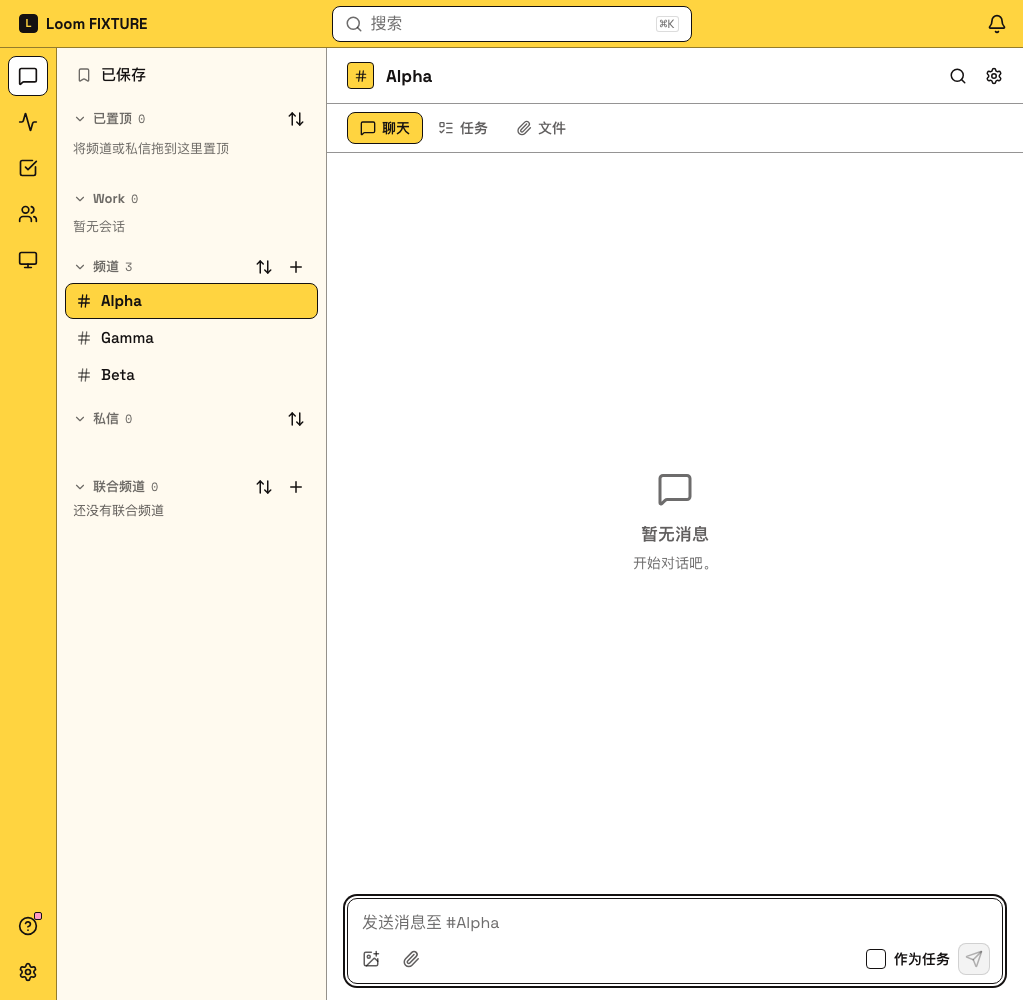 L Loom FIXTURE
搜索 ⌘K
已保存
已置顶 0
将频道或私信拖到这里置顶
Work 0
暂无会话
频道 3
# Alpha
# Gamma
# Beta
私信 0
联合频道 0
还没有联合频道
# Alpha
聊天 任务 文件
暂无消息
开始对话吧。
发送消息至 #Alpha
作为任务